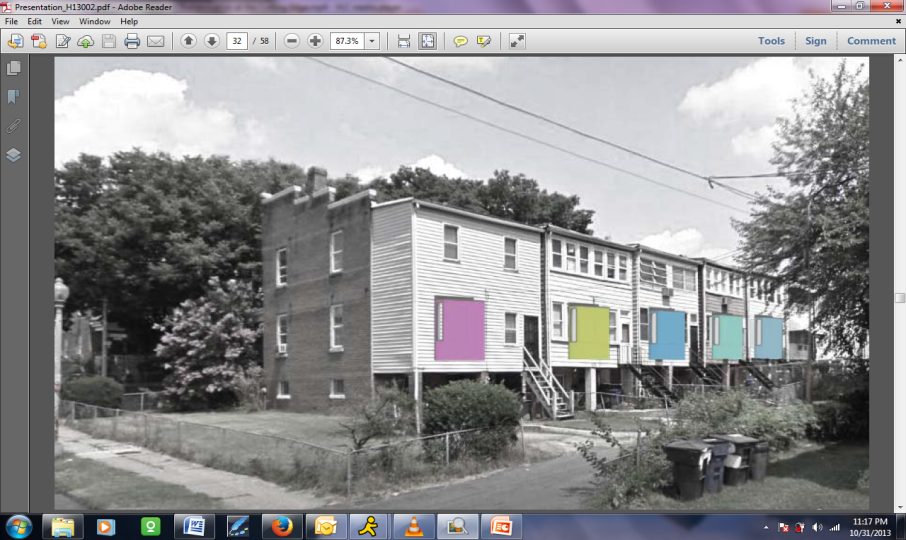 Presentation_H13002.pdf - Adobe Reader
File Edit View Window Help
32 / 58
87.3%
Tools Sign Comment
11:17 PM
10/31/2013